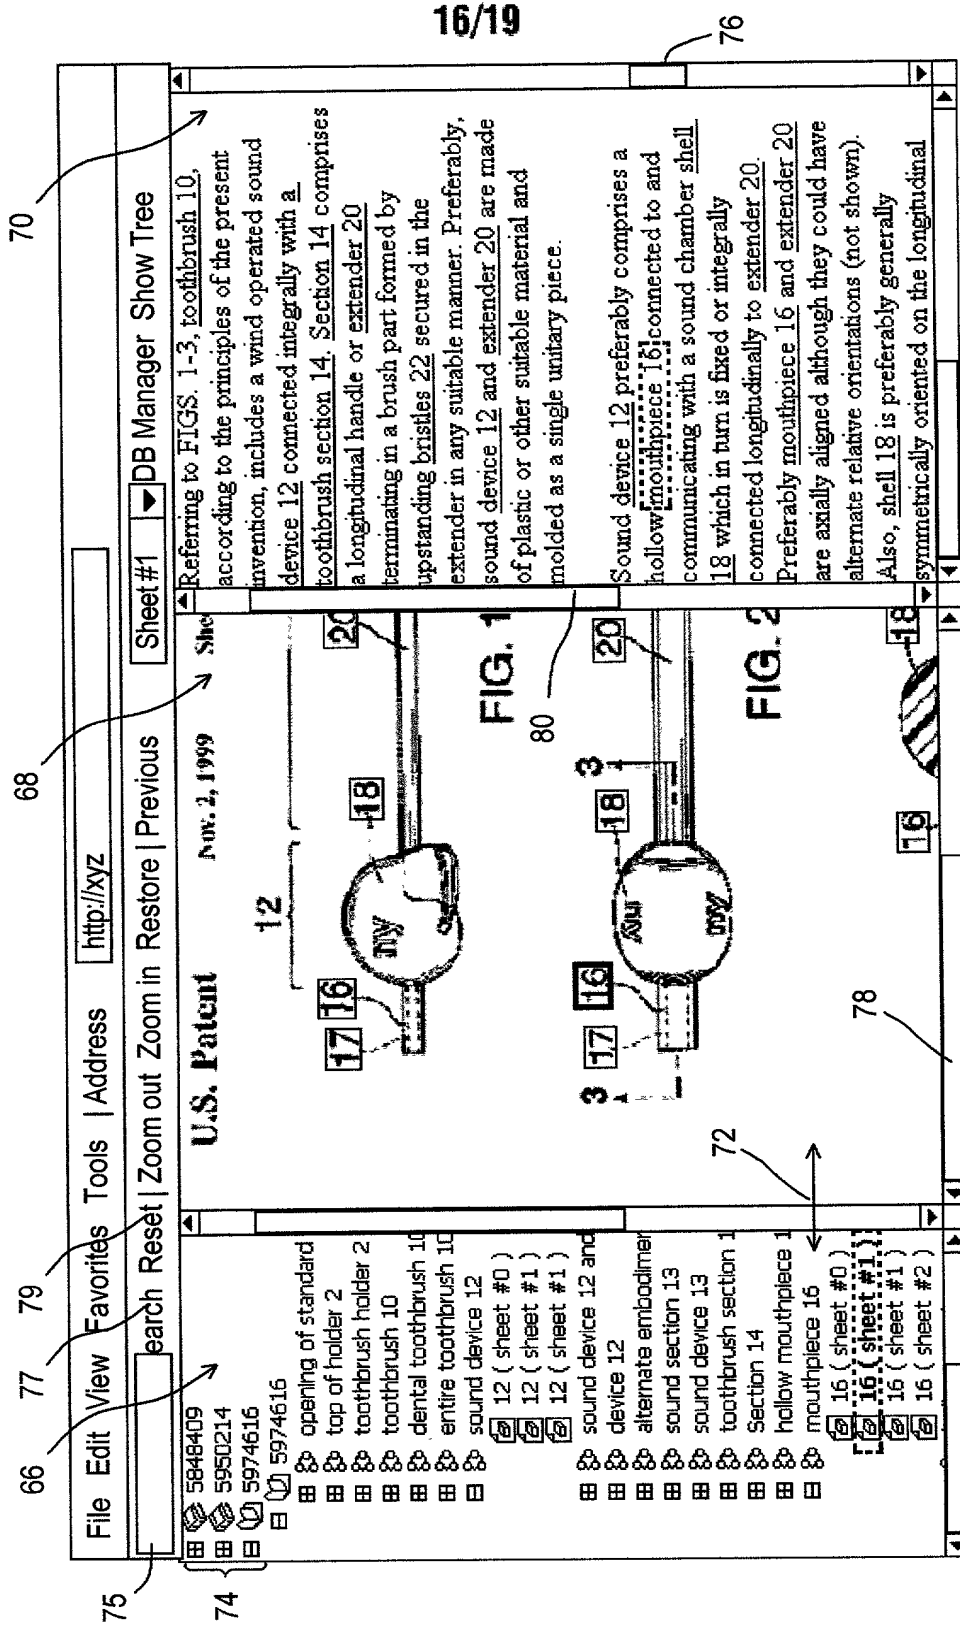 16/19
File Edit View Favorites Tools | Address
http://xyz
earch Reset | Zoom out Zoom in Restore | Previous
Sheet #1
DB Manager Show Tree
5848409
5950214
5974616
5974616
opening of standard
top of holder 2
toothbrush holder 2
toothbrush 10
dental toothbrush 10
entire toothbrush 10
sound device 12
12 ( sheet #0 )
12 ( sheet #1 )
12 ( sheet #1 )
sound device 12 and
device 12
alternate embodimer
sound section 13
sound device 13
toothbrush section 1
Section 14
hollow mouthpiece 1
mouthpiece 16
16 ( sheet #0 )
16 ( sheet #1 )
16 ( sheet #1 )
16 ( sheet #2 )
U.S. Patent
Nov. 2, 1999
She
12
17
16
18
20
my
FIG. 1
3
17
16
18
3
20
my
my
FIG. 2
16
18
Referring to FIGS. 1-3, toothbrush 10,
according to the principles of the present
invention, includes a wind operated sound
device 12 connected integrally with a
toothbrush section 14. Section 14 comprises
a longitudinal handle or extender 20
terminating in a brush part formed by
upstanding bristles 22 secured in the
extender in any suitable manner. Preferably,
sound device 12 and extender 20 are made
of plastic or other suitable material and
molded as a single unitary piece.
Sound device 12 preferably comprises a
hollow mouthpiece 16 connected to and
communicating with a sound chamber shell
18 which in turn is fixed or integrally
connected longitudinally to extender 20.
Preferably mouthpiece 16 and extender 20
are axially aligned although they could have
alternate relative orientations (not shown).
Also, shell 18 is preferably generally
symmetrically oriented on the longitudinal
66
68
70
72
74
75
76
77
78
79
80